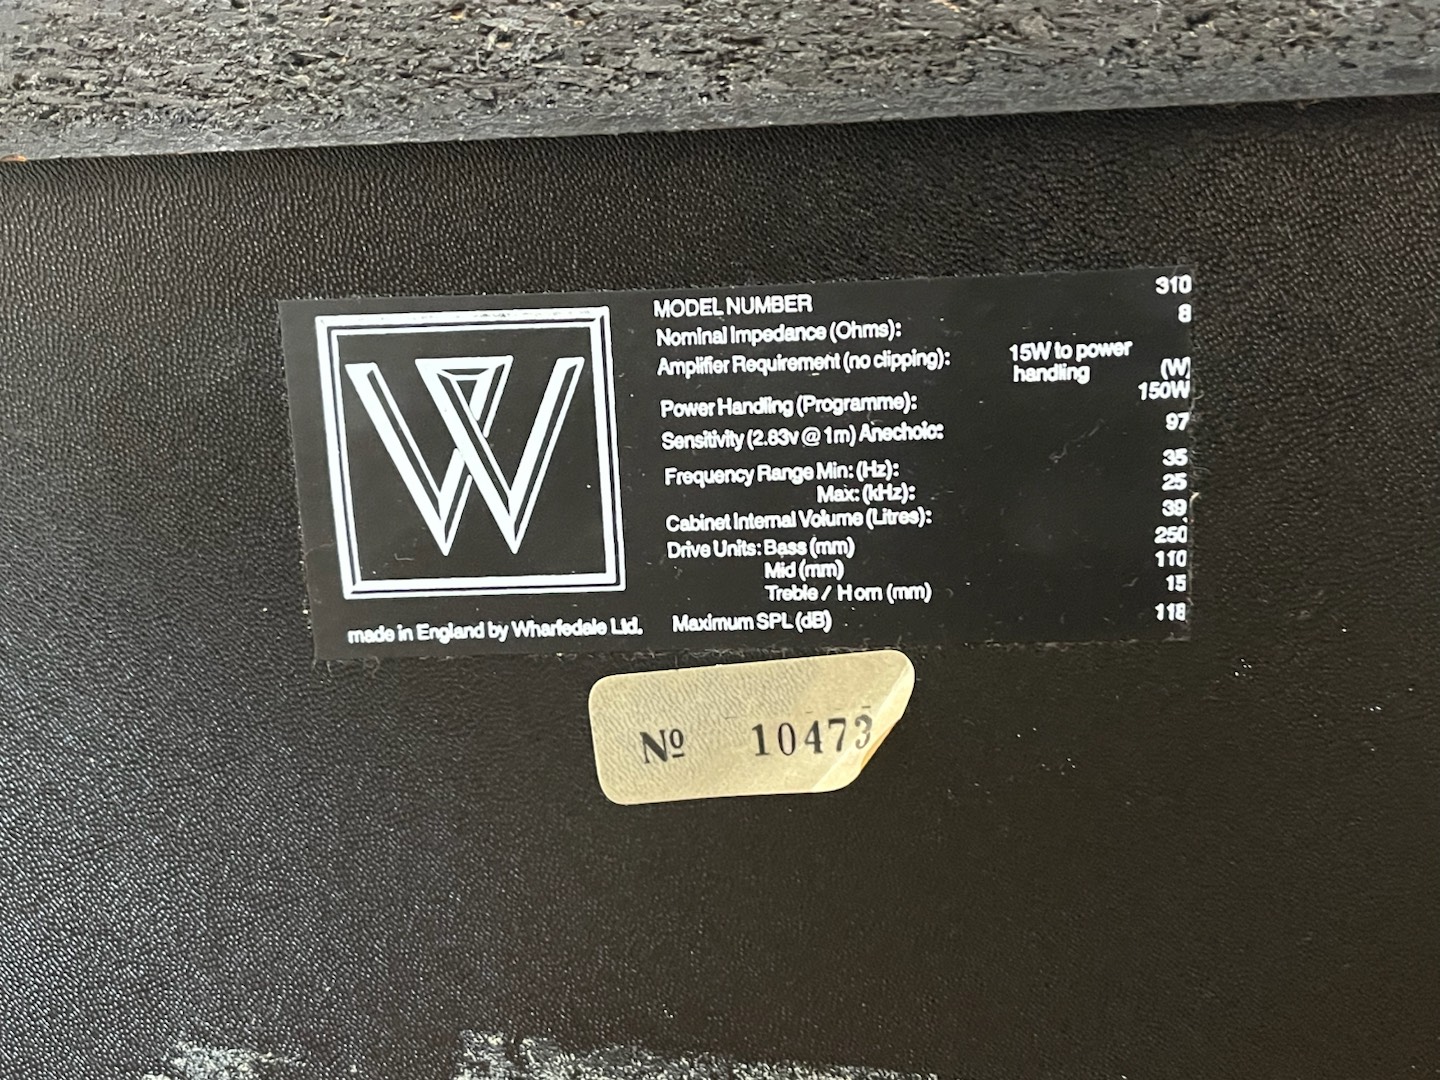 W
MODEL NUMBER 310
Nominal Impedance (Ohms): 8
Amplifier Requirement (no clipping): 15W to power
handling (W)
Power Handling (Programme): 150W
Sensitivity (2.83v @ 1m) Anechoic: 97
Frequency Range Min: (Hz): 35
Max: (kHz): 25
Cabinet Internal Volume (Litres): 39
Drive Units: Bass (mm) 250
Mid (mm) 110
Treble / Horn (mm) 15
Maximum SPL (dB) 118
made in England by Wharfedale Ltd.
Nº 10473